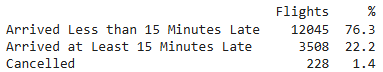 Flights %
Arrived Less than 15 Minutes Late 12045 76.3
Arrived at Least 15 Minutes Late 3508 22.2
Cancelled 228 1.4